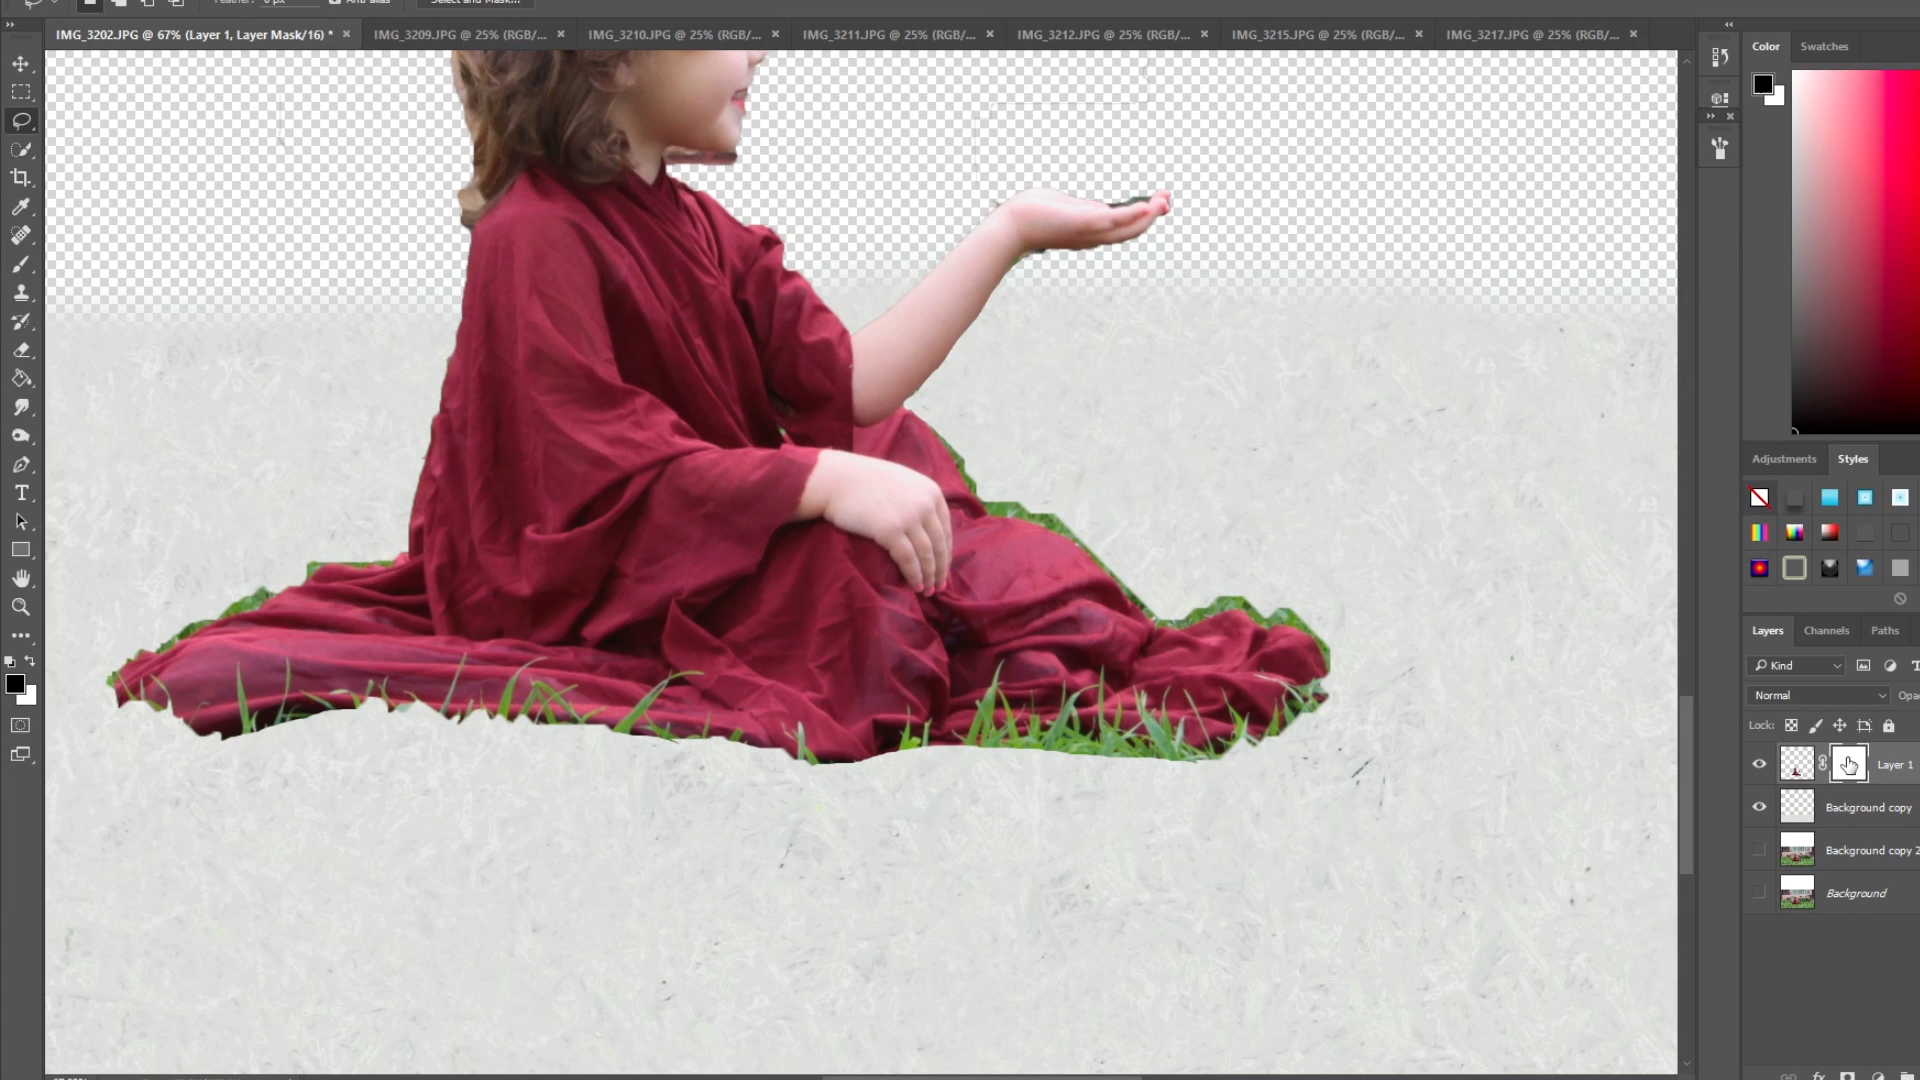 Feather: 0 px Anti-alias Select and Mask...
IMG_3202.JPG @ 67% (Layer 1, Layer Mask/16) * IMG_3209.JPG @ 25% (RGB/... IMG_3210.JPG @ 25% (RGB/... IMG_3211.JPG @ 25% (RGB/... IMG_3212.JPG @ 25% (RGB/... IMG_3215.JPG @ 25% (RGB/... IMG_3217.JPG @ 25% (RGB/...
Color Swatches
Adjustments Styles
Layers Channels Paths
Kind
Normal Opac
Lock:
Layer 1
Background copy
Background copy 2
Background